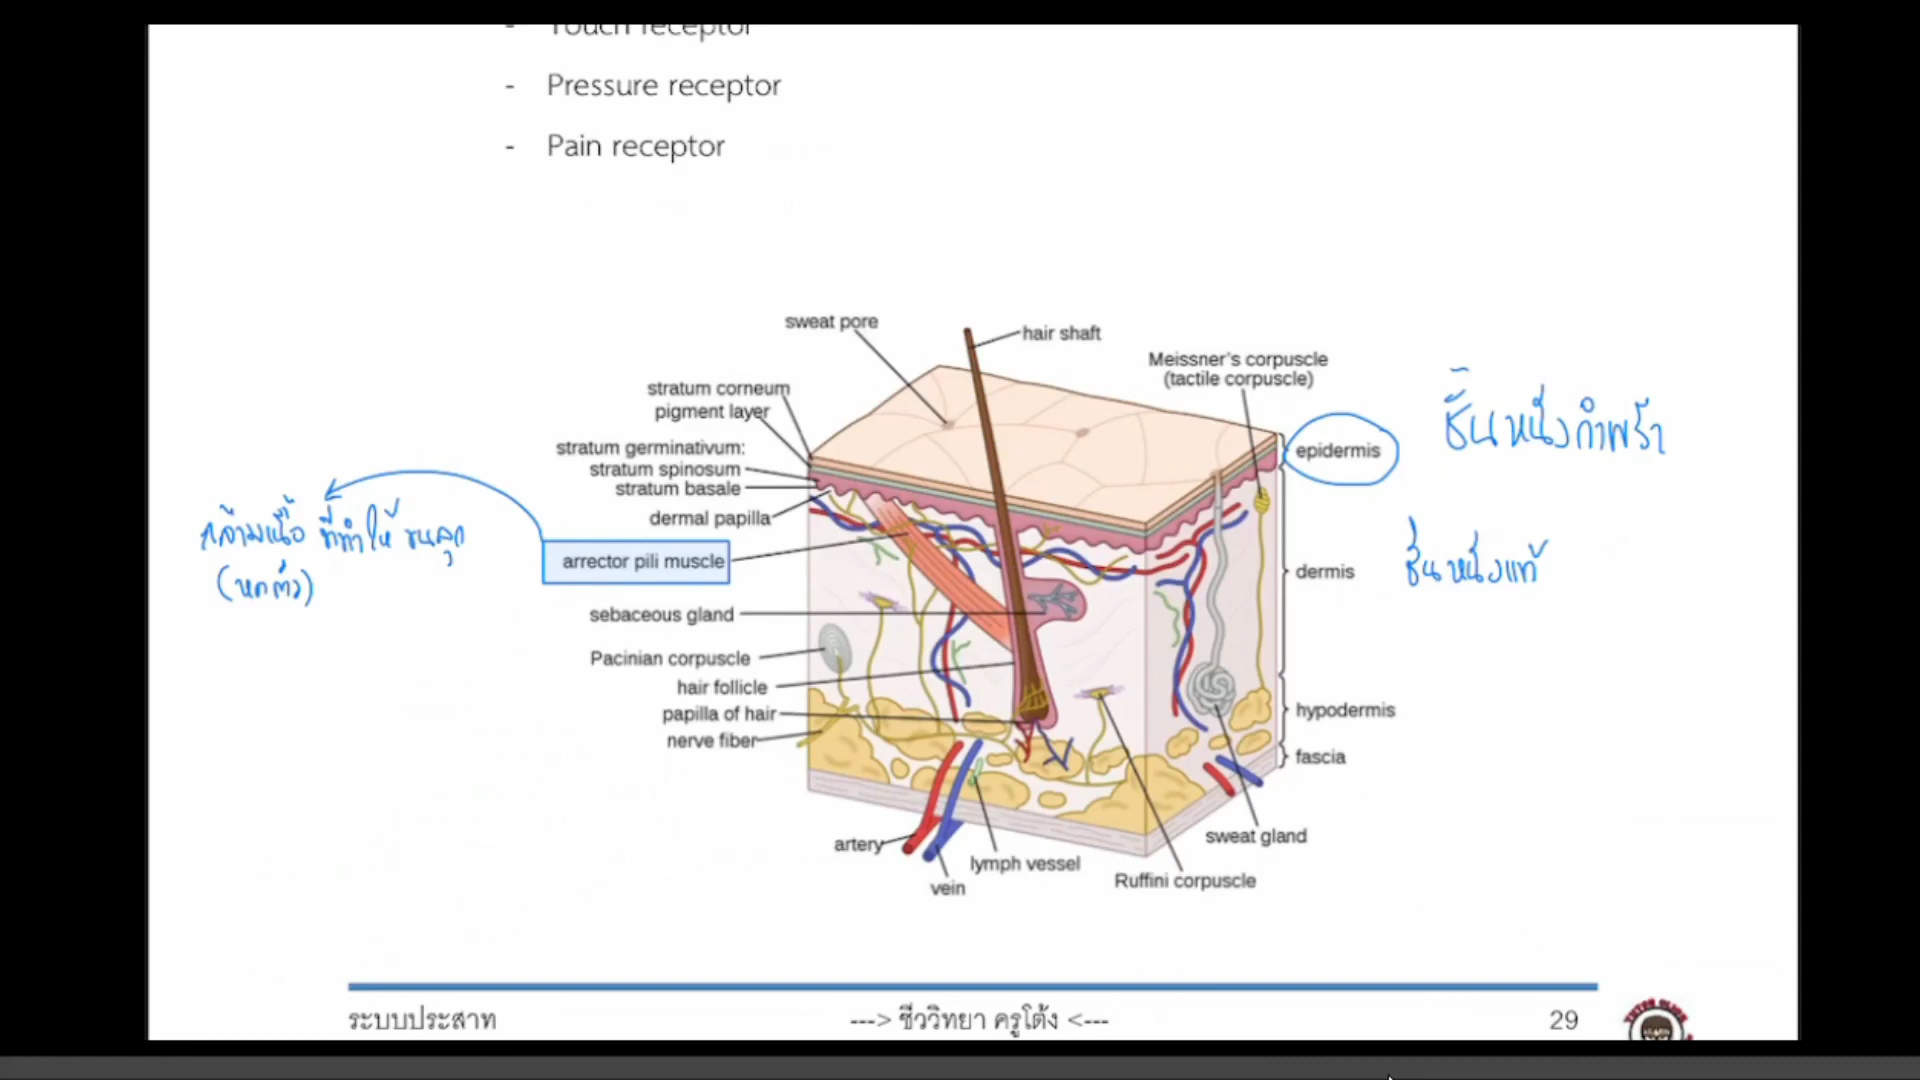 - Touch receptor
- Pressure receptor
- Pain receptor
sweat pore
hair shaft
Meissner's corpuscle
(tactile corpuscle)
stratum corneum
pigment layer
stratum germinativum:
stratum spinosum
stratum basale
dermal papilla
arrector pili muscle
sebaceous gland
Pacinian corpuscle
hair follicle
papilla of hair
nerve fiber
epidermis
ชั้นหนังกำพร้า
dermis
ชั้นหนังแท้
hypodermis
fascia
กล้ามเนื้อ ที่ทำให้ ขนลุก
(หดตัว)
artery
vein
lymph vessel
Ruffini corpuscle
sweat gland
ระบบประสาท
---> ชีววิทยา ครูโต้ง <---
29